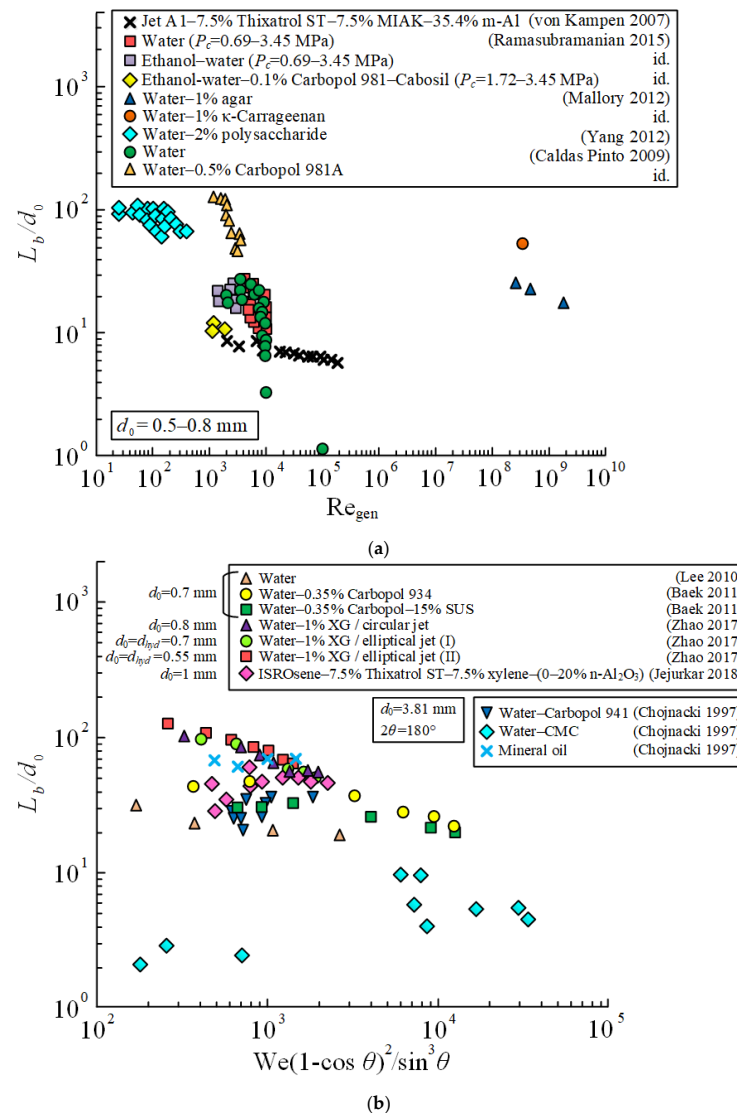 10³
Jet A1–7.5% Thixatrol ST–7.5% MIAK–35.4% m-Al (von Kampen 2007)
Water (P_c=0.69–3.45 MPa) (Ramasubramanian 2015)
Ethanol–water (P_c=0.69–3.45 MPa) id.
Ethanol-water–0.1% Carbopol 981–Cabosil (P_c=1.72–3.45 MPa) id.
Water–1% agar (Mallory 2012)
Water–1% κ-Carrageenan id.
Water–2% polysaccharide (Yang 2012)
Water (Caldas Pinto 2009)
Water–0.5% Carbopol 981A id.
10²
L_b/d₀
10¹
d₀ = 0.5–0.8 mm
10⁰
10¹ 10² 10³ 10⁴ 10⁵ 10⁶ 10⁷ 10⁸ 10⁹ 10¹⁰
Re_gen
(a)
10³
d₀=0.7 mm
Water (Lee 2010)
Water–0.35% Carbopol 934 (Baek 2011)
Water–0.35% Carbopol–15% SUS (Baek 2011)
d₀=0.8 mm Water–1% XG / circular jet (Zhao 2017)
d₀=d_hyd=0.7 mm Water–1% XG / elliptical jet (I) (Zhao 2017)
d₀=d_hyd=0.55 mm Water–1% XG / elliptical jet (II) (Zhao 2017)
d₀=1 mm ISROsene–7.5% Thixatrol ST–7.5% xylene–(0–20% n-Al₂O₃) (Jejurkar 2018)
d₀=3.81 mm
2θ=180°
Water–Carbopol 941 (Chojnacki 1997)
Water–CMC (Chojnacki 1997)
Mineral oil (Chojnacki 1997)
10²
L_b/d₀
10¹
10⁰
10² 10³ 10⁴ 10⁵
We(1-cos θ)²/sin³θ
(b)